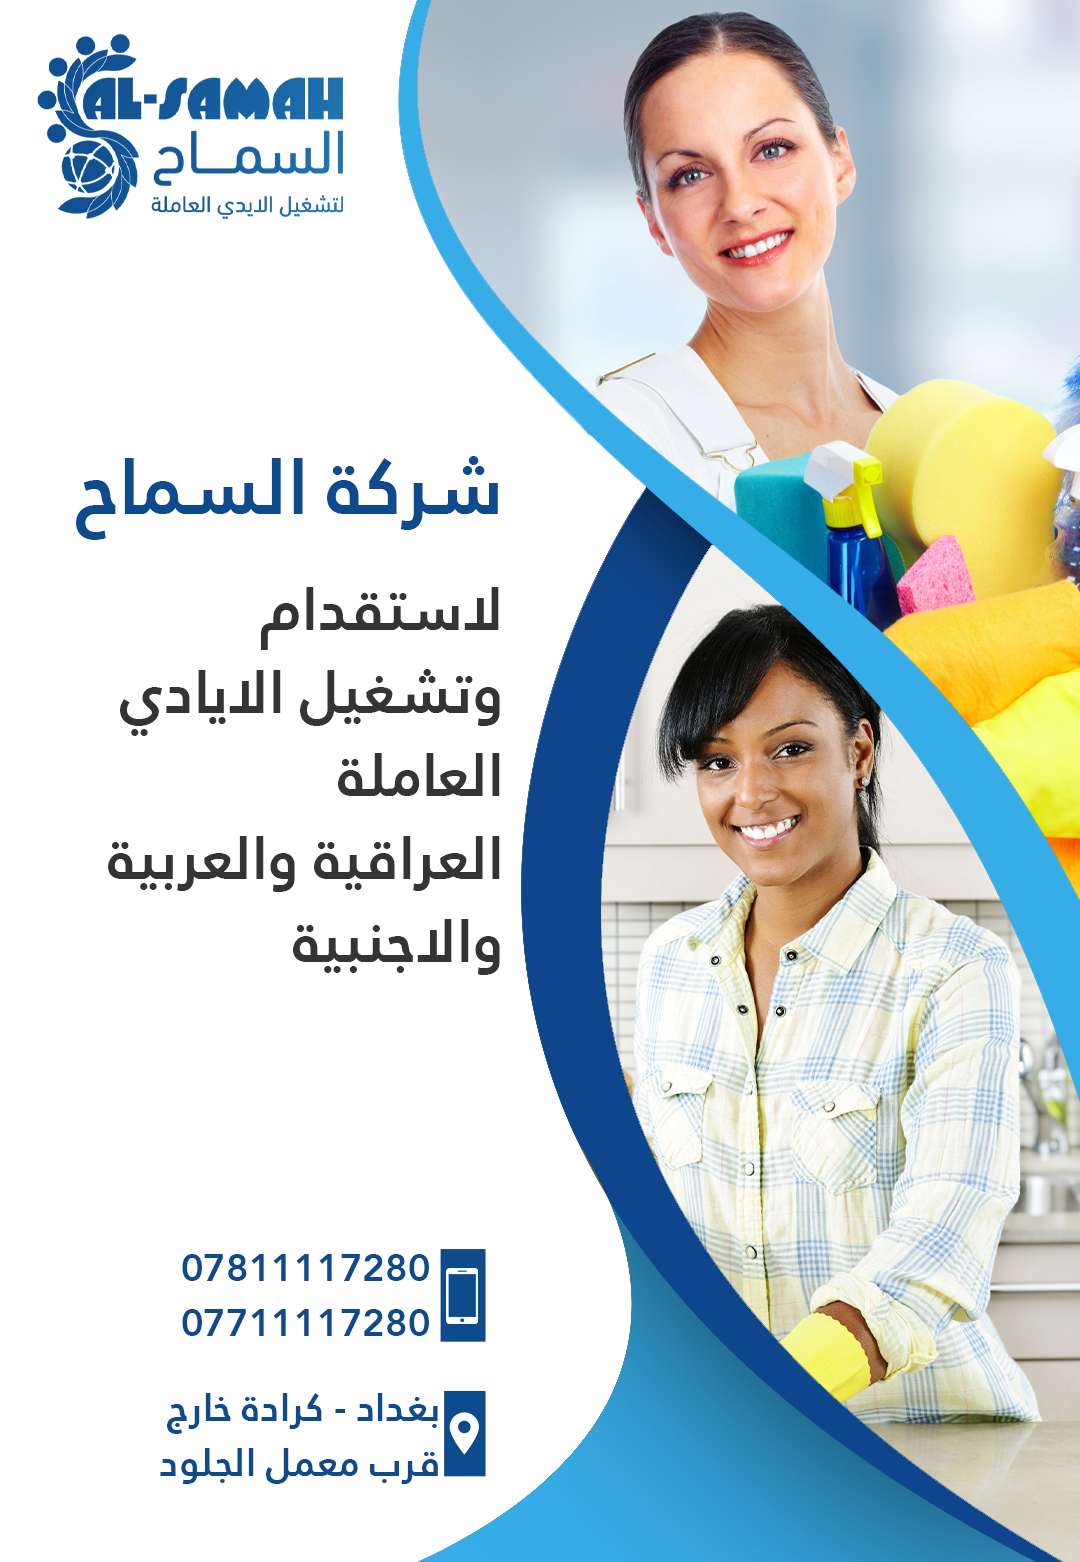 AL-SAMAH
السماح
لتشغيل الايدي العاملة
شركة السماح
لاستقدام
وتشغيل الايادي
العاملة
العراقية والعربية
والاجنبية
07811117280
07711117280
بغداد - كرادة خارج
قرب معمل الجلود